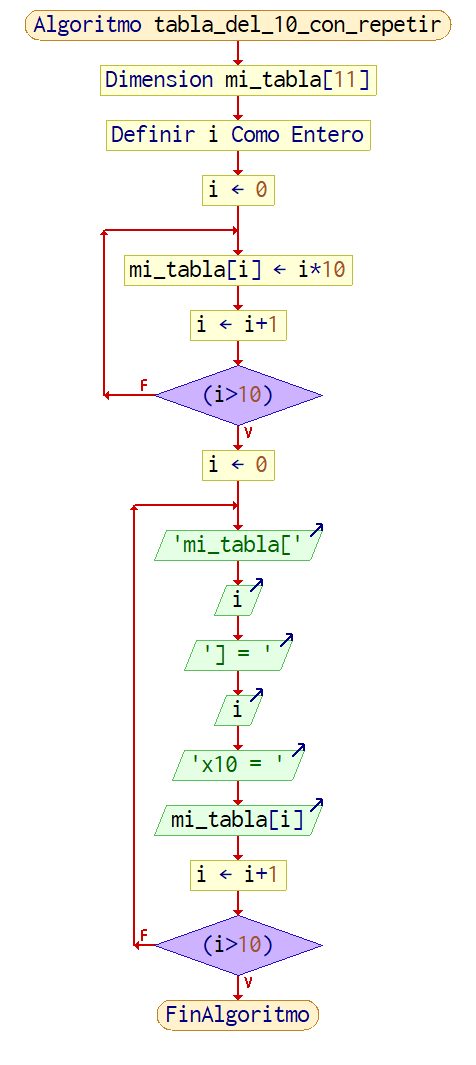 Algoritmo tabla_del_10_con_repetir
Dimension mi_tabla[11]
Definir i Como Entero
i ← 0
mi_tabla[i] ← i*10
i ← i+1
F
(i>10)
V
i ← 0
'mi_tabla['
i
'] = '
i
'x10 = '
mi_tabla[i]
i ← i+1
F
(i>10)
V
FinAlgoritmo